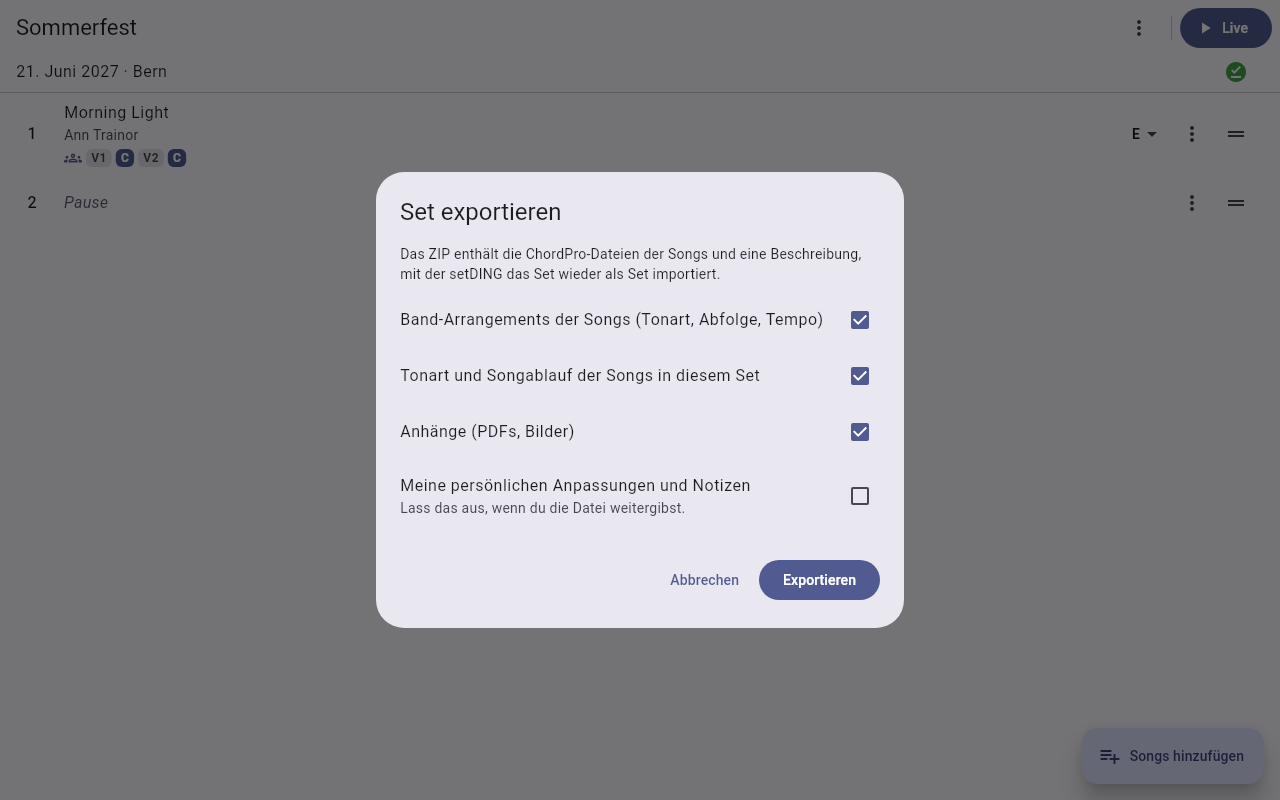 Sommerfest
Live
21. Juni 2027 · Bern
1
Morning Light
Ann Trainor
V1 C V2 C
E
2
Pause
Set exportieren
Das ZIP enthält die ChordPro-Dateien der Songs und eine Beschreibung,
mit der setDING das Set wieder als Set importiert.
Band-Arrangements der Songs (Tonart, Abfolge, Tempo)
Tonart und Songablauf der Songs in diesem Set
Anhänge (PDFs, Bilder)
Meine persönlichen Anpassungen und Notizen
Lass das aus, wenn du die Datei weitergibst.
Abbrechen
Exportieren
Songs hinzufügen